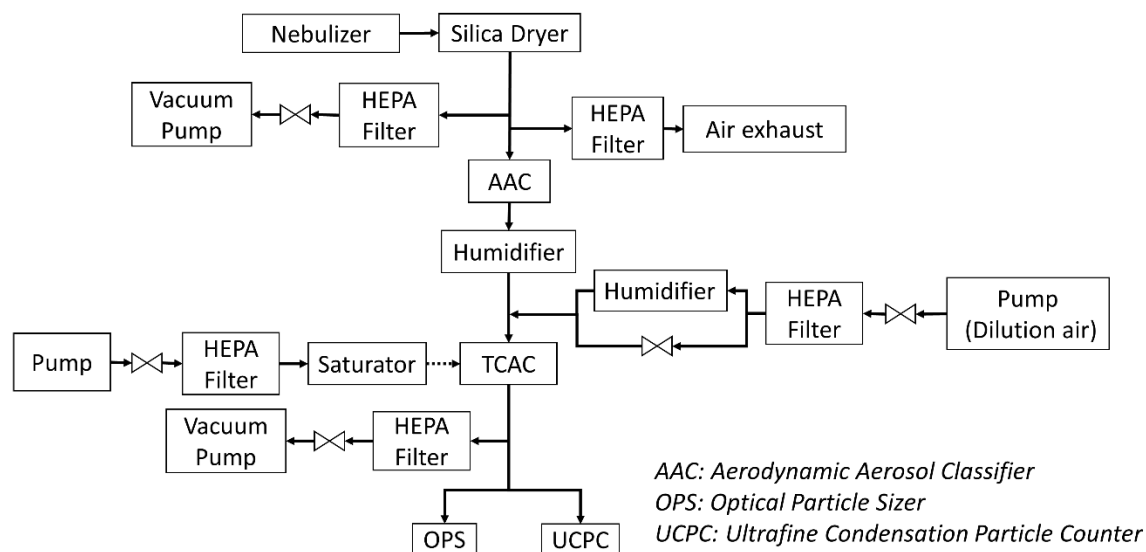 Nebulizer
Silica Dryer
Vacuum
Pump
HEPA
Filter
HEPA
Filter
Air exhaust
AAC
Humidifier
Humidifier
HEPA
Filter
Pump
(Dilution air)
Pump
HEPA
Filter
Saturator
TCAC
Vacuum
Pump
HEPA
Filter
AAC: Aerodynamic Aerosol Classifier
OPS: Optical Particle Sizer
UCPC: Ultrafine Condensation Particle Counter
OPS
UCPC